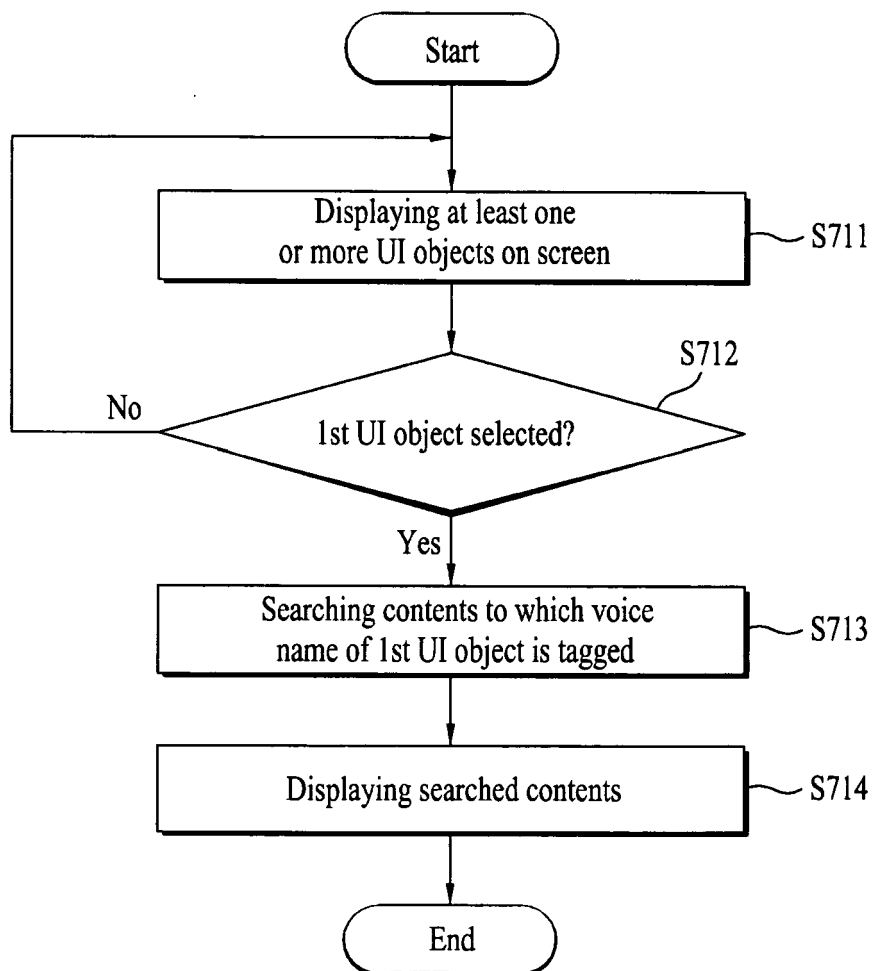 Start
Displaying at least one
or more UI objects on screen
S711
S712
No
1st UI object selected?
Yes
Searching contents to which voice
name of 1st UI object is tagged
S713
Displaying searched contents
S714
End